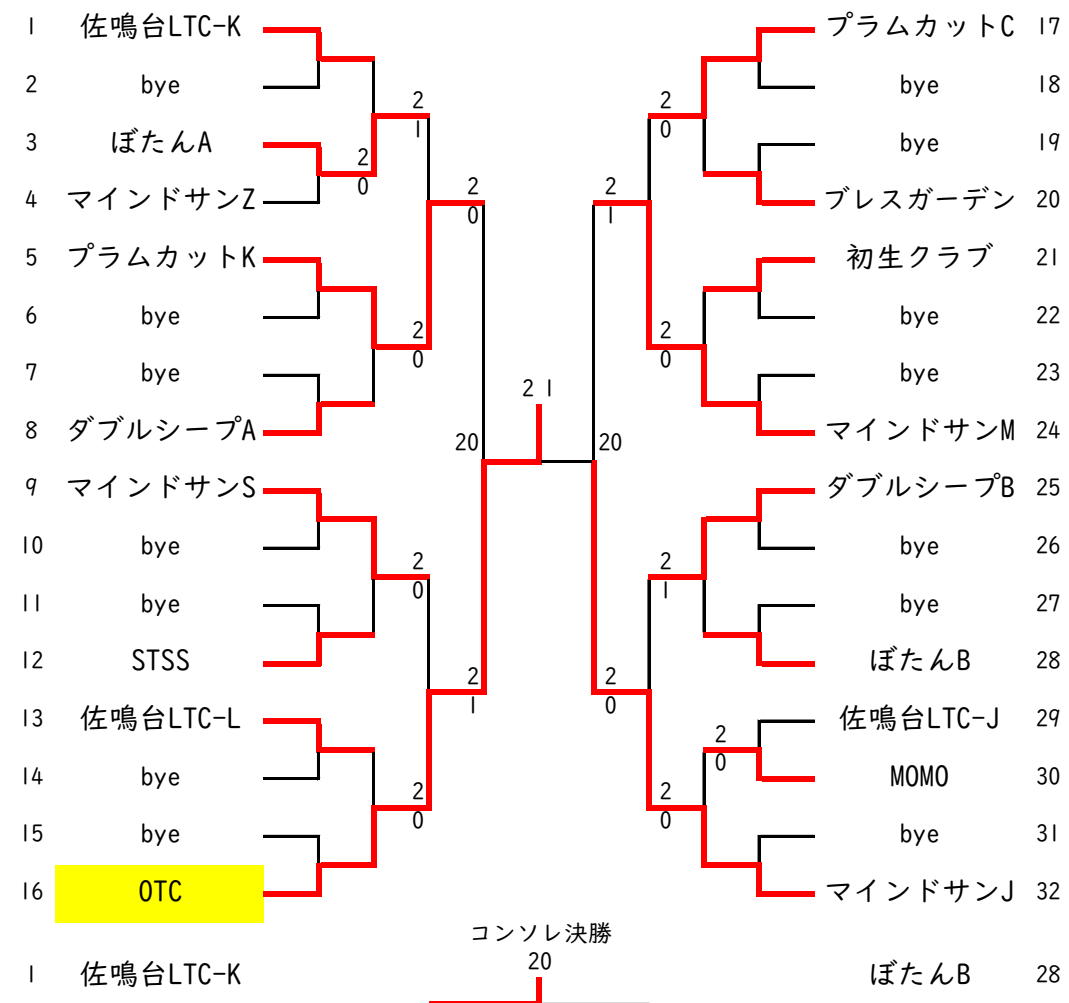 1 佐鳴台LTC-K
2 bye
3 ぼたんA
4 マインドサンZ
5 プラムカットK
6 bye
7 bye
8 ダブルシープA
9 マインドサンS
10 bye
11 bye
12 STSS
13 佐鳴台LTC-L
14 bye
15 bye
16 OTC
2
0
2
1
2
0
2
0
2
0
2
0
2
1
20
2 1
20
2
1
2
0
2
0
2
0
2
1
2
0
2
0
プラムカットC 17
bye 18
bye 19
ブレスガーデン 20
初生クラブ 21
bye 22
bye 23
マインドサンM 24
ダブルシープB 25
bye 26
bye 27
ぼたんB 28
佐鳴台LTC-J 29
MOMO 30
bye 31
マインドサンJ 32
コンソレ決勝
20
1 佐鳴台LTC-K
ぼたんB 28